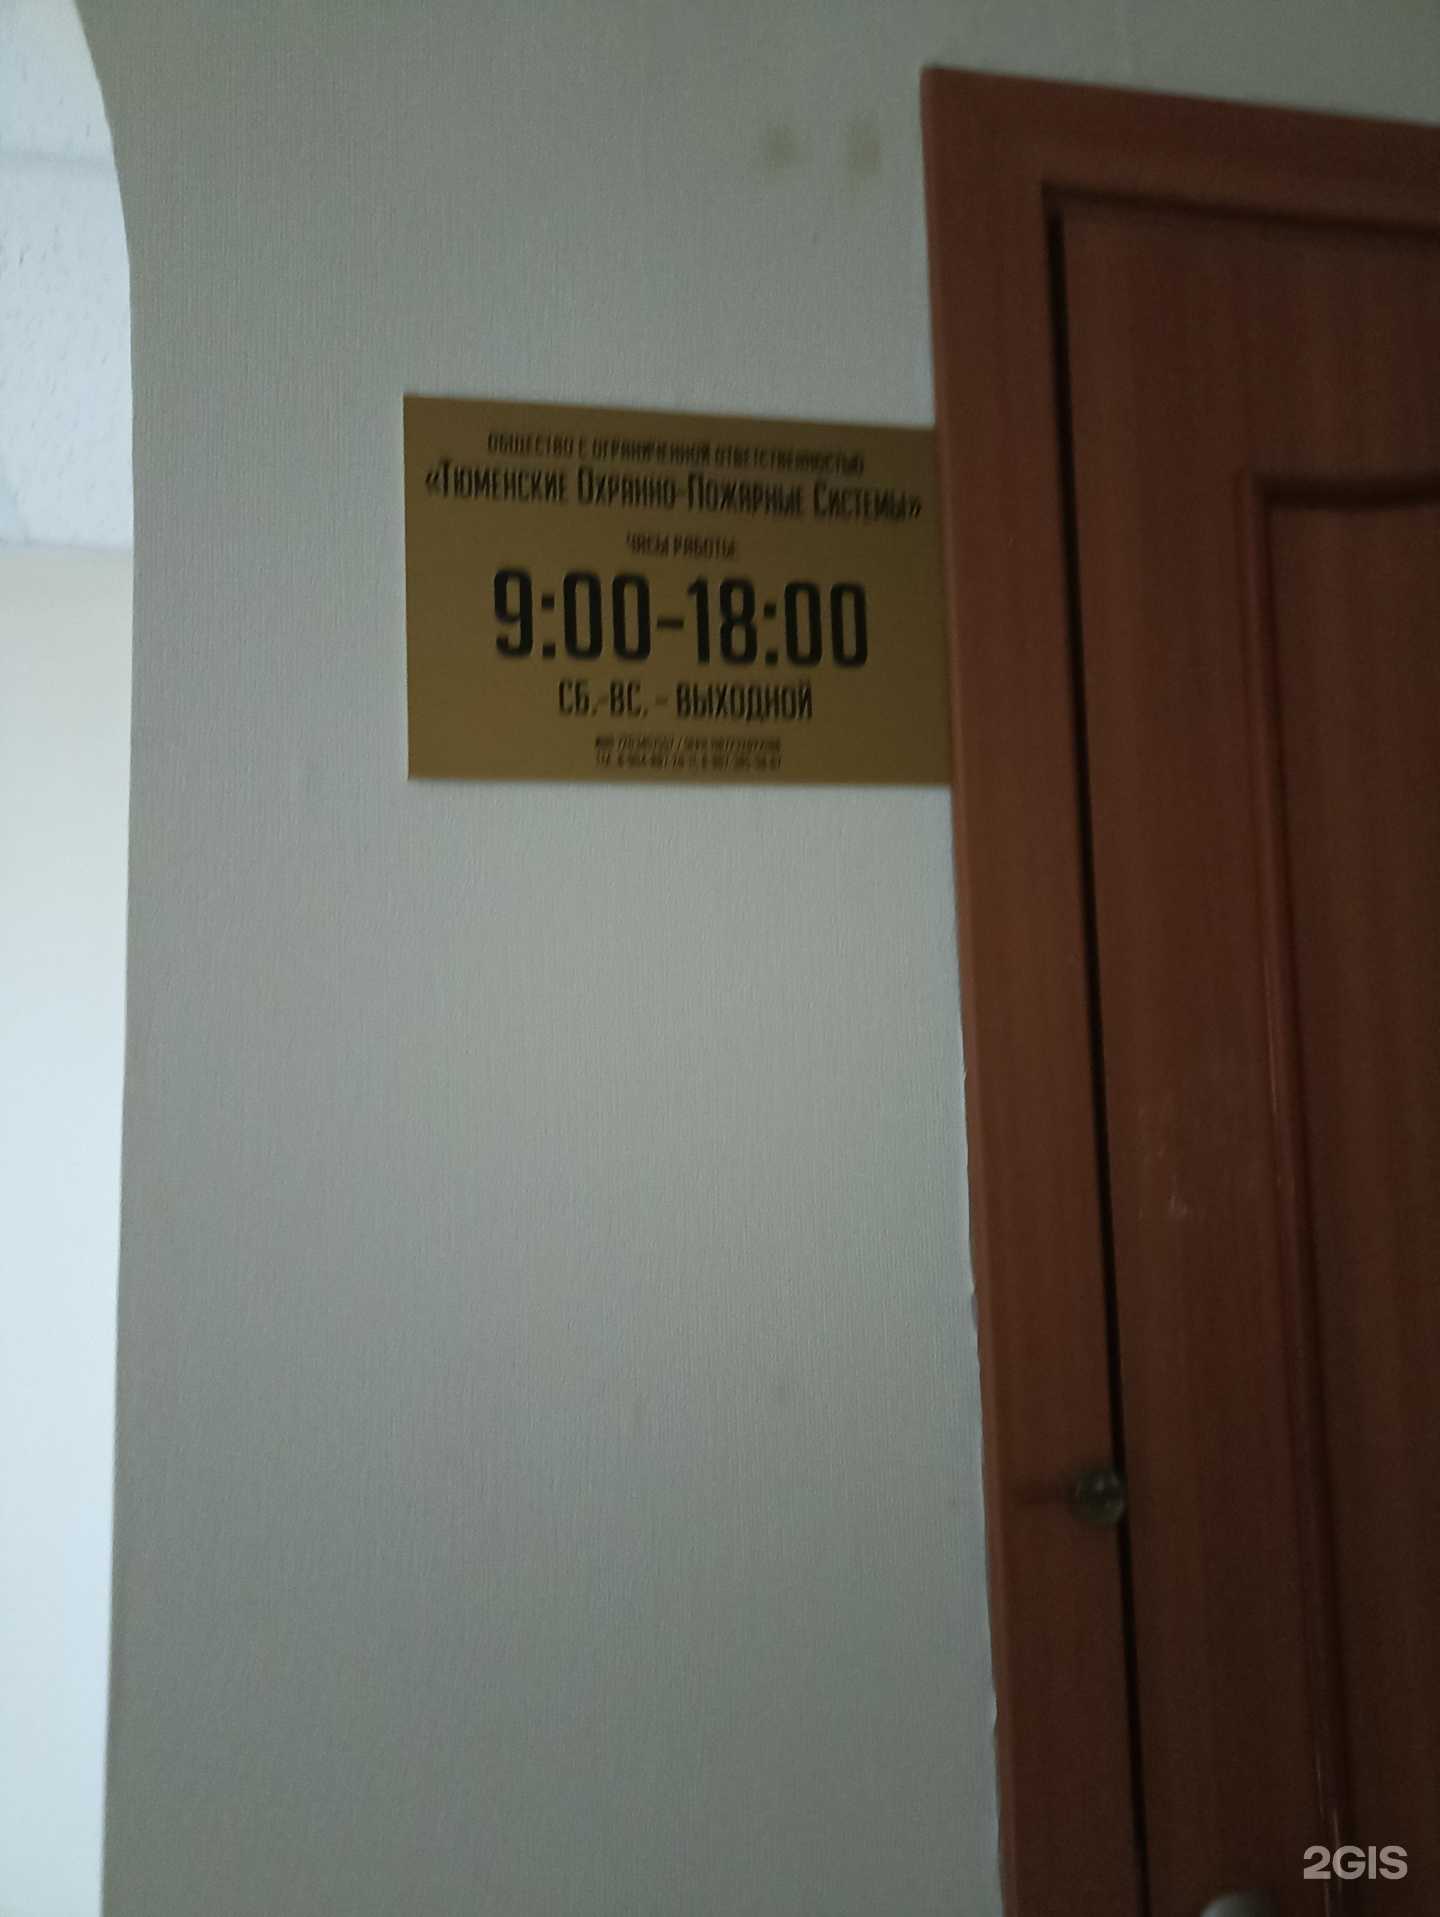 ОБЩЕСТВО С ОГРАНИЧЕННОЙ ОТВЕТСТВЕННОСТЬЮ
«Тюменские Охранно-Пожарные Системы»
ЧАСЫ РАБОТЫ:
9:00-18:00
СБ.-ВС. - ВЫХОДНОЙ
2GIS